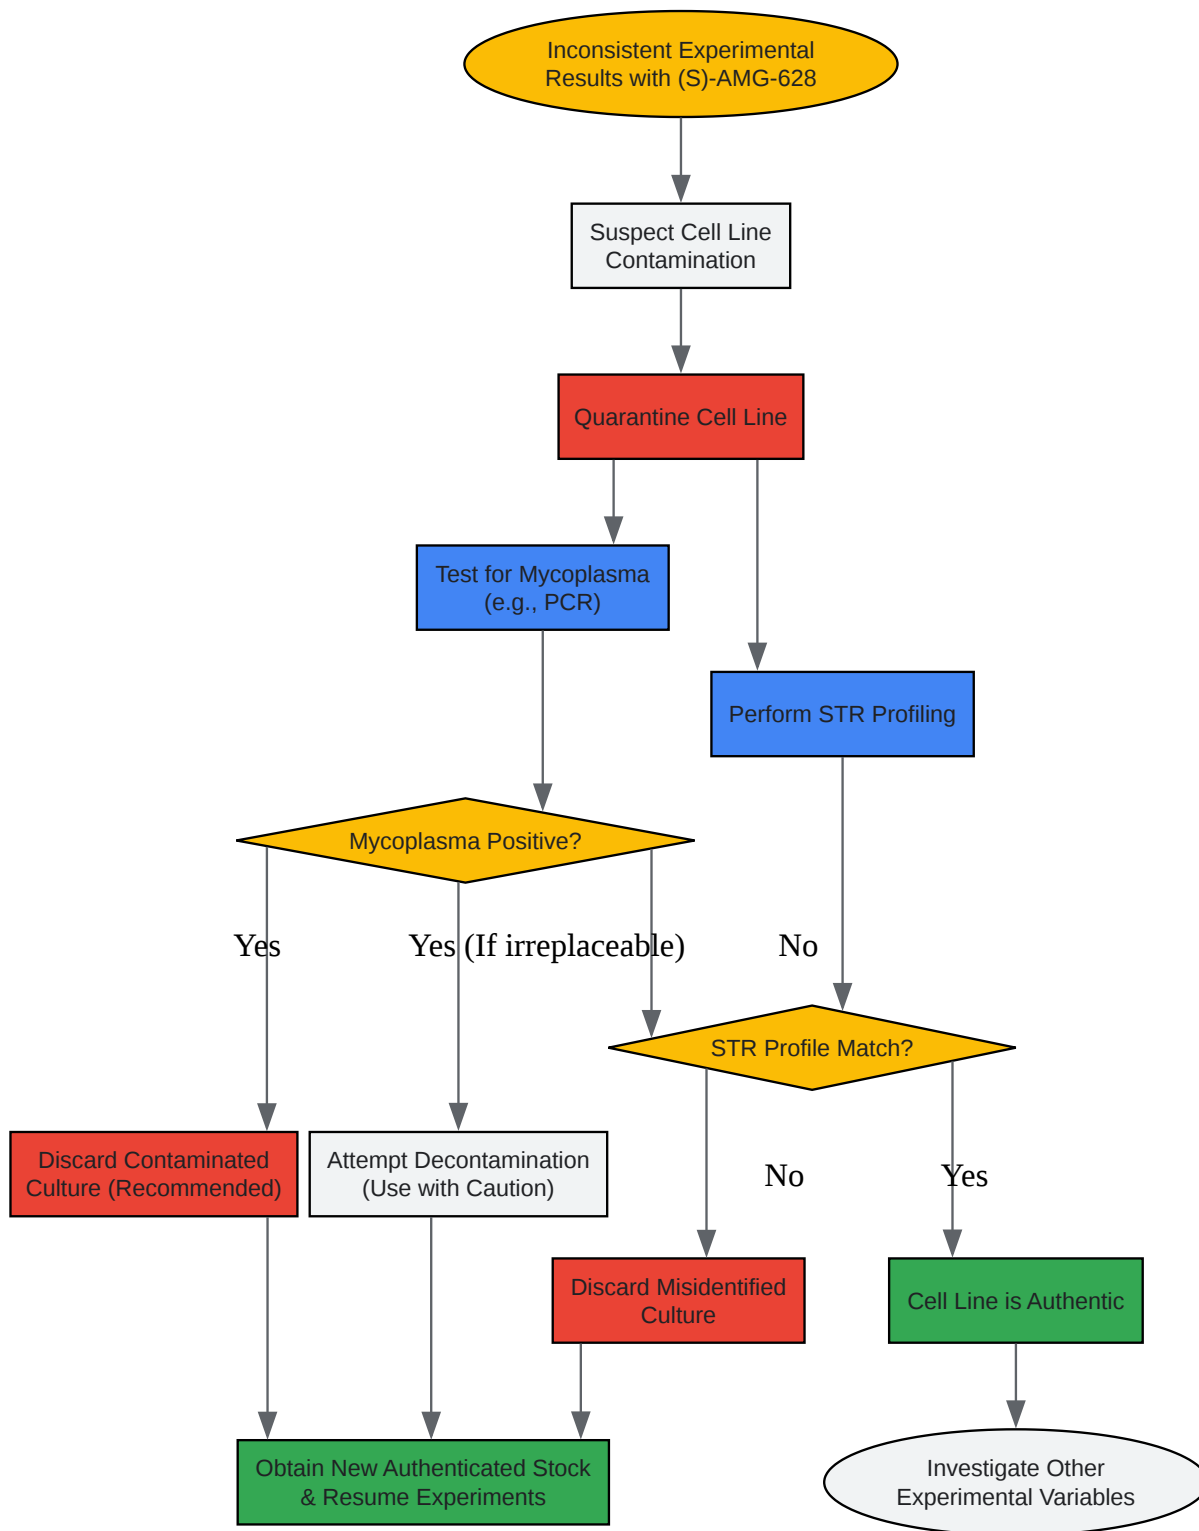 Inconsistent Experimental
Results with (S)-AMG-628
Suspect Cell Line
Contamination
Quarantine Cell Line
Test for Mycoplasma
(e.g., PCR)
Perform STR Profiling
Mycoplasma Positive?
Yes
Yes (If irreplaceable)
No
STR Profile Match?
Discard Contaminated
Culture (Recommended)
Attempt Decontamination
(Use with Caution)
No
Yes
Discard Misidentified
Culture
Cell Line is Authentic
Obtain New Authenticated Stock
& Resume Experiments
Investigate Other
Experimental Variables